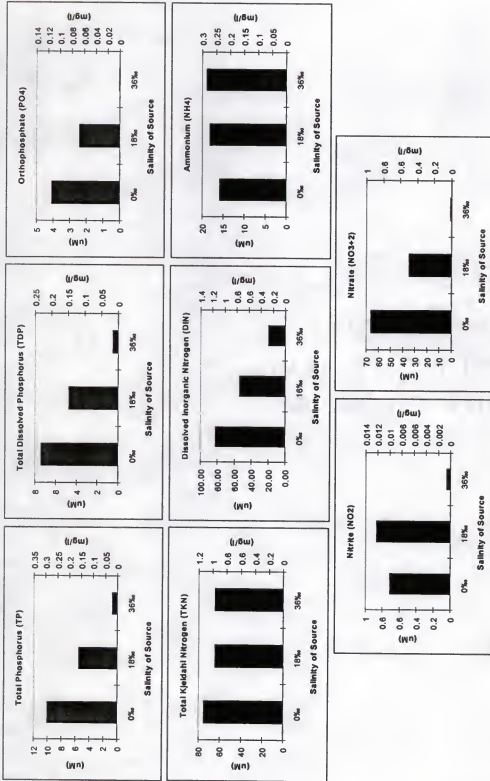 Total Phosphorus (TP)
(uM)
12
10
8
6
4
2
0
0.35
0.3
0.25
0.2
0.15
0.1
0.05
0
(mg/l)
0‰ 18‰ 36‰
Salinity of Source
Total Dissolved Phosphorus (TDP)
(uM)
8
6
4
2
0
0.25
0.2
0.15
0.1
0.05
0
(mg/l)
0‰ 18‰ 36‰
Salinity of Source
Orthophosphate (PO4)
(uM)
5
4
3
2
1
0
0.14
0.12
0.1
0.08
0.06
0.04
0.02
0
(mg/l)
0‰ 18‰ 36‰
Salinity of Source
Total Kjeldahl Nitrogen (TKN)
(uM)
80
60
40
20
0
1.2
1
0.8
0.6
0.4
0.2
0
(mg/l)
0‰ 18‰ 36‰
Salinity of Source
Dissolved Inorganic Nitrogen (DIN)
(uM)
100.00
80.00
60.00
40.00
20.00
0.00
1.4
1.2
1
0.8
0.6
0.4
0.2
0
(mg/l)
0‰ 16‰ 36‰
Salinity of Source
Ammonium (NH4)
(uM)
20
15
10
5
0
0.3
0.25
0.2
0.15
0.1
0.05
0
(mg/l)
0‰ 18‰ 36‰
Salinity of Source
Nitrite (NO2)
(uM)
1
0.8
0.6
0.4
0.2
0
0.014
0.012
0.01
0.008
0.006
0.004
0.002
0
(mg/l)
0‰ 18‰ 36‰
Salinity of Source
Nitrate (NO3+2)
(uM)
70
60
50
40
30
20
10
0
1
0.8
0.6
0.4
0.2
0
(mg/l)
0‰ 18‰ 36‰
Salinity of Source